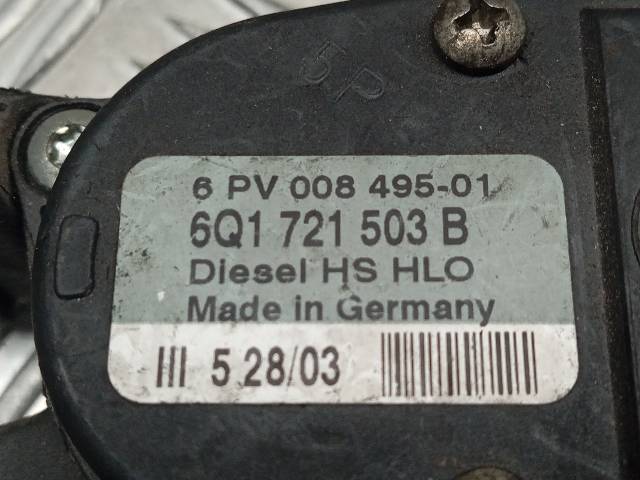 5P
6 PV 008 495-01
6Q1 721 503 B
Diesel HS HLO
Made in Germany
III 5 28/03